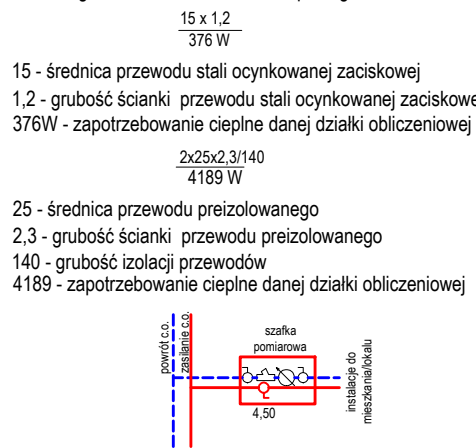 15 x 1,2
376 W
15 - średnica przewodu stali ocynkowanej zaciskowej
1,2 - grubość ścianki przewodu stali ocynkowanej
376W - zapotrzebowanie cieplne danej działki obliczeniowej
2x25x2,3/140
4189 W
25 - średnica przewodu preizolowanego
2,3 - grubość ścianki przewodu preizolowanego
140 - grubość izolacji przewodów
4189 - zapotrzebowanie cieplne danej działki obliczeniowej
powrót c.o.
zasilanie c.o.
szafka
pomiarowa
4,50
instalacje do
mieszkania/lokalu